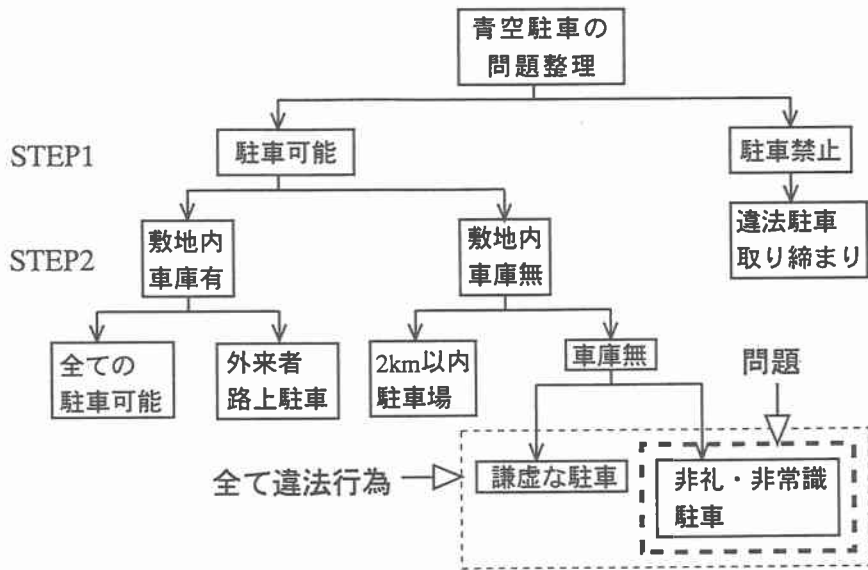 青空駐車の
問題整理
STEP1
駐車可能
駐車禁止
STEP2
敷地内
車庫有
敷地内
車庫無
違法駐車
取り締まり
全ての
駐車可能
外来者
路上駐車
2km以内
駐車場
車庫無
問題
全て違法行為
謙虚な駐車
非礼・非常識
駐車